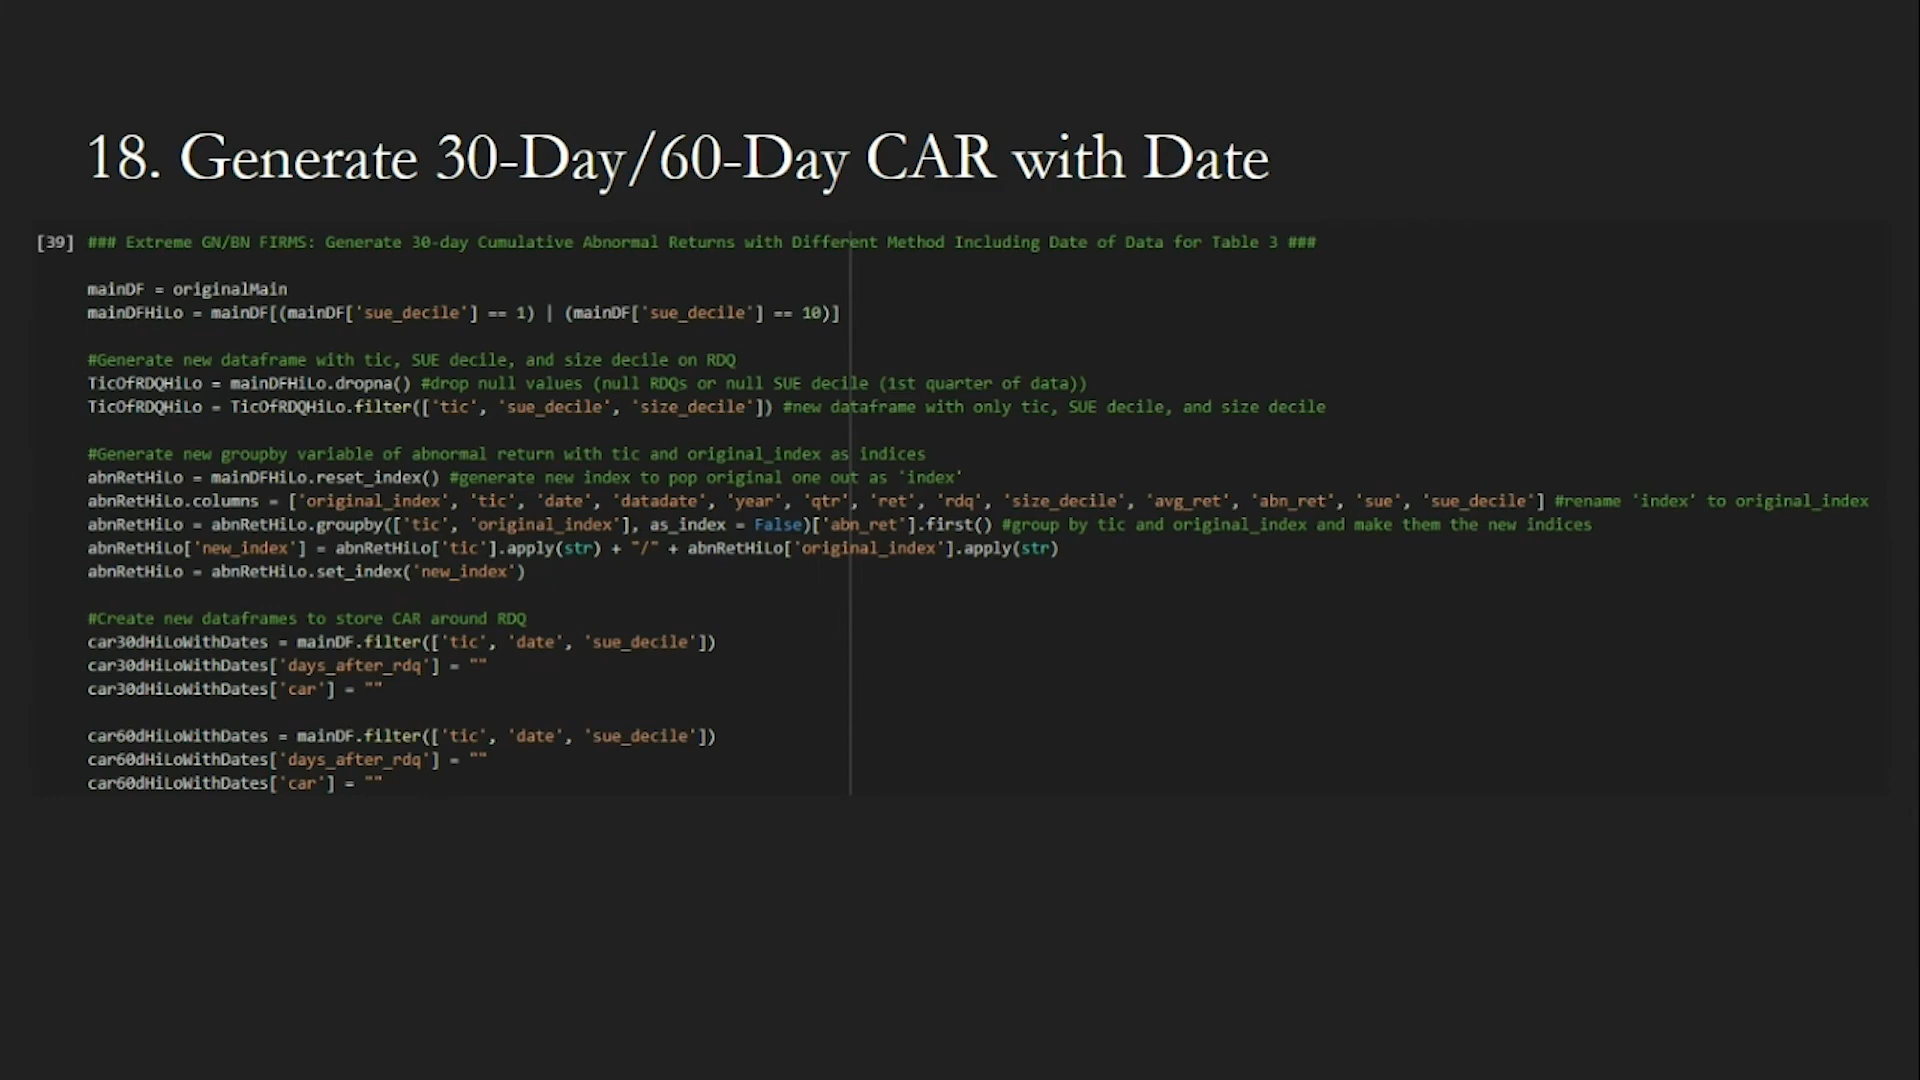 18. Generate 30-Day/60-Day CAR with Date
[39] ### Extreme GN/BN FIRMS: Generate 30-day Cumulative Abnormal Returns with Different Method Including Date of Data for Table 3 ###
mainDF = originalMain
mainDFHiLo = mainDF[(mainDF['sue_decile'] == 1) | (mainDF['sue_decile'] == 10)]
#Generate new dataframe with tic, SUE decile, and size decile on RDQ
TicOfRDQHiLo = mainDFHiLo.dropna() #drop null values (null RDQs or null SUE decile (1st quarter of data))
TicOfRDQHiLo = TicOfRDQHiLo.filter(['tic', 'sue_decile', 'size_decile']) #new dataframe with only tic, SUE decile, and size decile
#Generate new groupby variable of abnormal return with tic and original_index as indices
abnRetHiLo = mainDFHiLo.reset_index() #generate new index to pop original one out as 'index'
abnRetHiLo.columns = ['original_index', 'tic', 'date', 'datadate', 'year', 'qtr', 'ret', 'rdq', 'size_decile', 'avg_ret', 'abn_ret', 'sue', 'sue_decile'] #rename 'index' to original_index
abnRetHiLo = abnRetHiLo.groupby(['tic', 'original_index'], as_index = False)['abn_ret'].first() #group by tic and original_index and make them the new indices
abnRetHiLo['new_index'] = abnRetHiLo['tic'].apply(str) + "/" + abnRetHiLo['original_index'].apply(str)
abnRetHiLo = abnRetHiLo.set_index('new_index')
#Create new dataframes to store CAR around RDQ
car30dHiLoWithDates = mainDF.filter(['tic', 'date', 'sue_decile'])
car30dHiLoWithDates['days_after_rdq'] = ""
car30dHiLoWithDates['car'] = ""
car60dHiLoWithDates = mainDF.filter(['tic', 'date', 'sue_decile'])
car60dHiLoWithDates['days_after_rdq'] = ""
car60dHiLoWithDates['car'] = ""